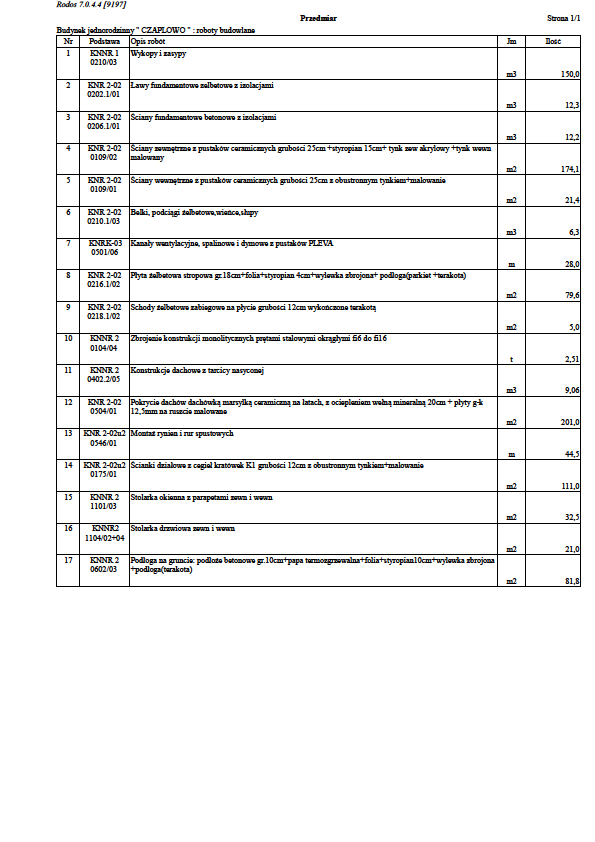 Rodos 7.0.4.4 [9197]
Przedmiar Strona 1/1
Budynek jednorodzinny " CZAPLOWO " : roboty budowlane
Nr Podstawa Opis robót Jm Ilość
1 KNNR 1 Wykopy i zasypy
0210/03
m3 150,0
2 KNR 2-02 Ławy fundamentowe żelbetowe z izolacjami
0202.1/01
m3 12,3
3 KNR 2-02 Ściany fundamentowe betonowe z izolacjami
0206.1/01
m3 12,2
4 KNR 2-02 Ściany zewnętrzne z pustaków ceramicznych grubości 25cm +styropian 15cm+ tynk zew akrylowy +tynk wewn
0109/02 malowany
m2 174,1
5 KNR 2-02 Ściany wewnętrzne z pustaków ceramicznych grubości 25cm z obustronnym tynkiem+malowanie
0109/01
m2 21,4
6 KNR 2-02 Belki, podciągi żelbetowe,wieńce,słupy
0210.1/03
m3 6,3
7 KNRK-03 Kanały wentylacyjne, spalinowe i dymowe z pustaków PLEVA
0501/06
m 28,0
8 KNR 2-02 Płyta żelbetowa stropowa gr.18cm+folia+styropian 4cm+wylewka zbrojona+ podłoga(parkiet +terakota)
0216.1/02
m2 79,6
9 KNR 2-02 Schody żelbetowe zabiegowe na płycie grubości 12cm wykończone terakotą
0218.1/02
m2 5,0
10 KNNR 2 Zbrojenie konstrukcji monolitycznych prętami stalowymi okrągłymi fi6 do fi16
0104/04
t 2,51
11 KNNR 2 Konstrukcje dachowe z tarcicy nasyconej
0402.2/05
m3 9,06
12 KNR 2-02 Pokrycie dachów dachówką marsylką ceramiczną na łatach, z ociepleniem wełną mineralną 20cm + płyty g-k
0504/01 12,5mm na ruszcie malowane
m2 201,0
13 KNR 2-02u2 Montaż rynien i rur spustowych
0546/01
m 44,5
14 KNR 2-02u2 Ścianki działowe z cegieł kratówek K1 grubości 12cm z obustronnym tynkiem+malowanie
0175/01
m2 111,0
15 KNNR 2 Stolarka okienna z parapetami zewn i wewn
1101/03
m2 32,5
16 KNNR2 Stolarka drzwiowa zewn i wewn
1104/02+04
m2 21,0
17 KNNR 2 Podłoga na gruncie: podłoże betonowe gr.10cm+papa termozgrzewalna+folia+styropian10cm+wylewka zbrojona
0602/03 +podłoga(terakota)
m2 81,8